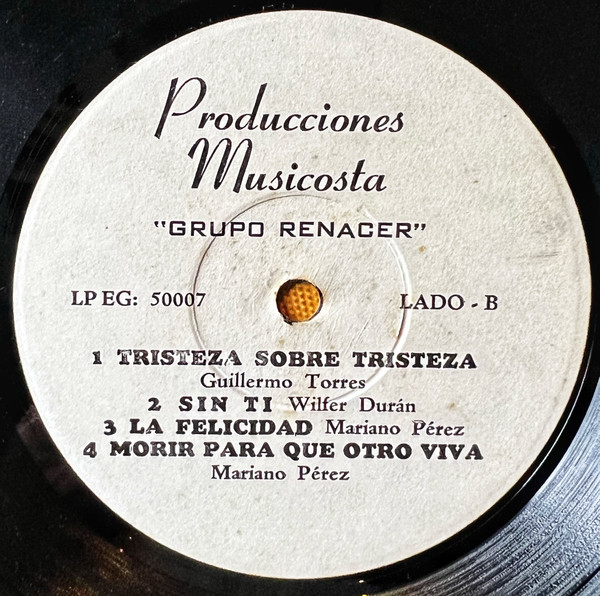 Producciones
Musicosta
"GRUPO RENACER"
LP EG: 50007 LADO - B
1 TRISTEZA SOBRE TRISTEZA
Guillermo Torres
2 SIN TI Wilfer Durán
3 LA FELICIDAD Mariano Pérez
4 MORIR PARA QUE OTRO VIVA
Mariano Pérez